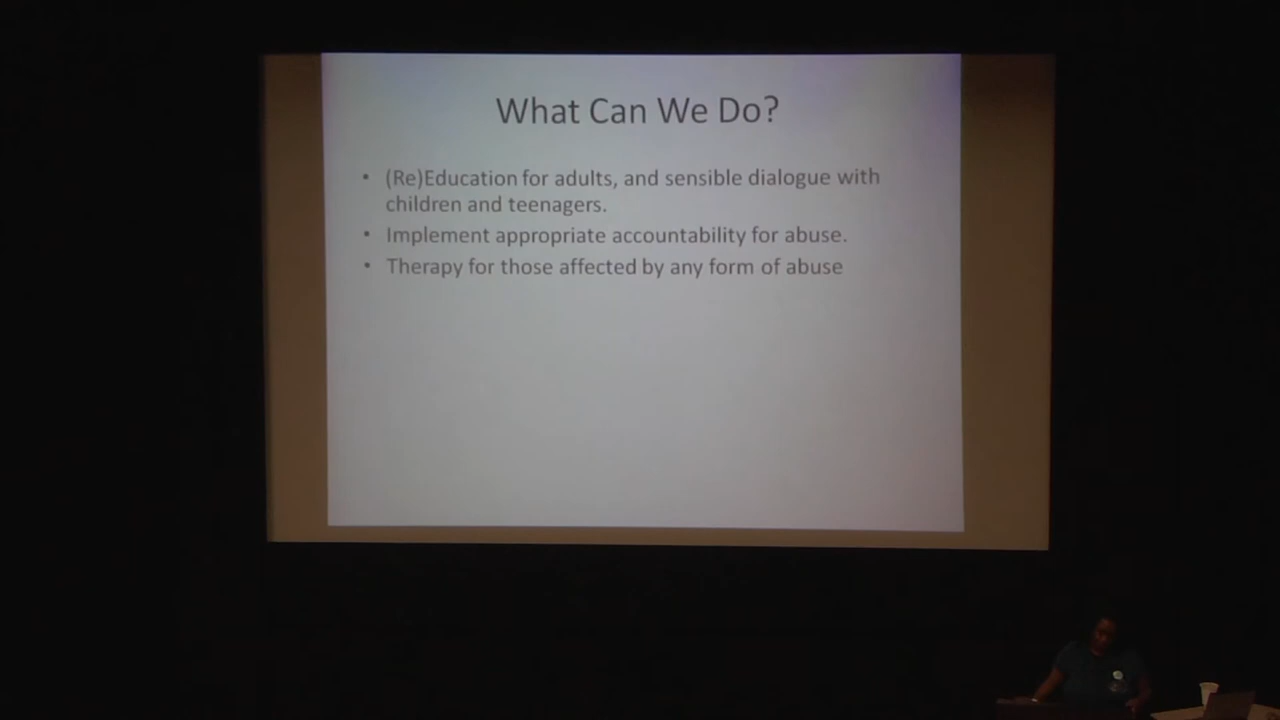 What Can We Do?
• (Re)Education for adults, and sensible dialogue with
children and teenagers.
• Implement appropriate accountability for abuse.
• Therapy for those affected by any form of abuse